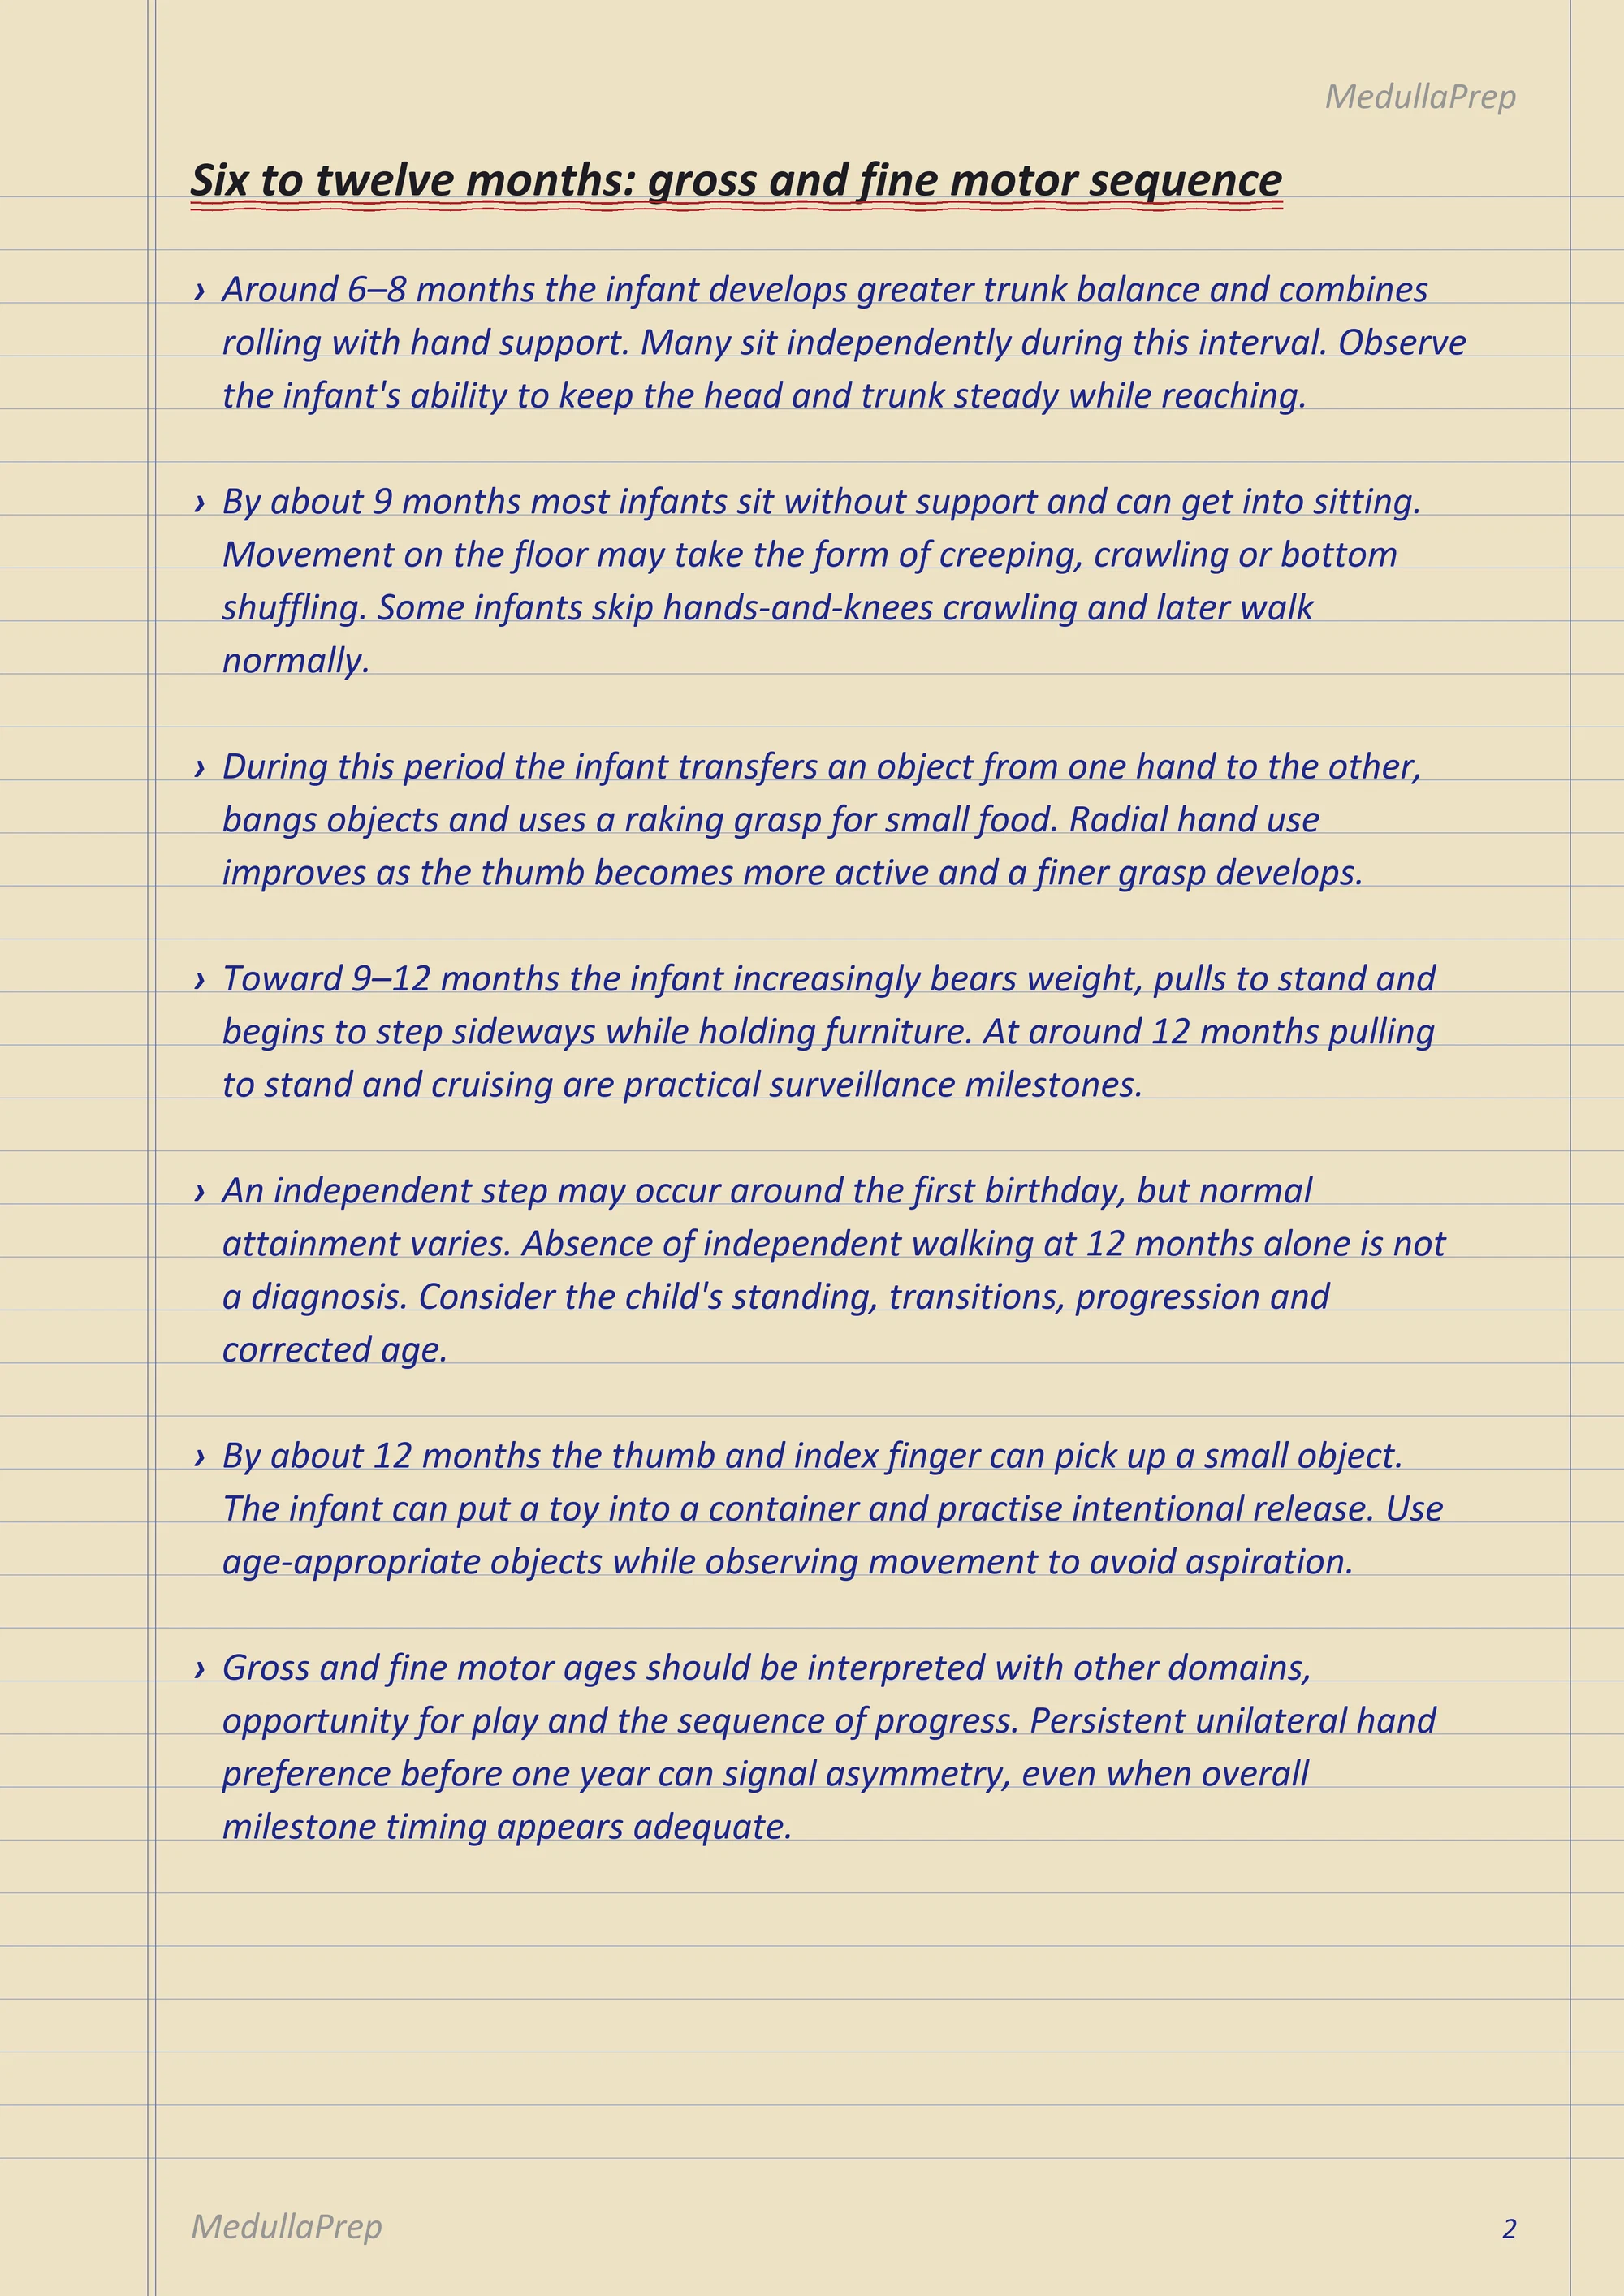 MedullaPrep
Six to twelve months: gross and fine motor sequence
› Around 6–8 months the infant develops greater trunk balance and combines
rolling with hand support. Many sit independently during this interval. Observe
the infant's ability to keep the head and trunk steady while reaching.
› By about 9 months most infants sit without support and can get into sitting.
Movement on the floor may take the form of creeping, crawling or bottom
shuffling. Some infants skip hands-and-knees crawling and later walk
normally.
› During this period the infant transfers an object from one hand to the other,
bangs objects and uses a raking grasp for small food. Radial hand use
improves as the thumb becomes more active and a finer grasp develops.
› Toward 9–12 months the infant increasingly bears weight, pulls to stand and
begins to step sideways while holding furniture. At around 12 months pulling
to stand and cruising are practical surveillance milestones.
› An independent step may occur around the first birthday, but normal
attainment varies. Absence of independent walking at 12 months alone is not
a diagnosis. Consider the child's standing, transitions, progression and
corrected age.
› By about 12 months the thumb and index finger can pick up a small object.
The infant can put a toy into a container and practise intentional release. Use
age-appropriate objects while observing movement to avoid aspiration.
› Gross and fine motor ages should be interpreted with other domains,
opportunity for play and the sequence of progress. Persistent unilateral hand
preference before one year can signal asymmetry, even when overall
milestone timing appears adequate.
MedullaPrep
2